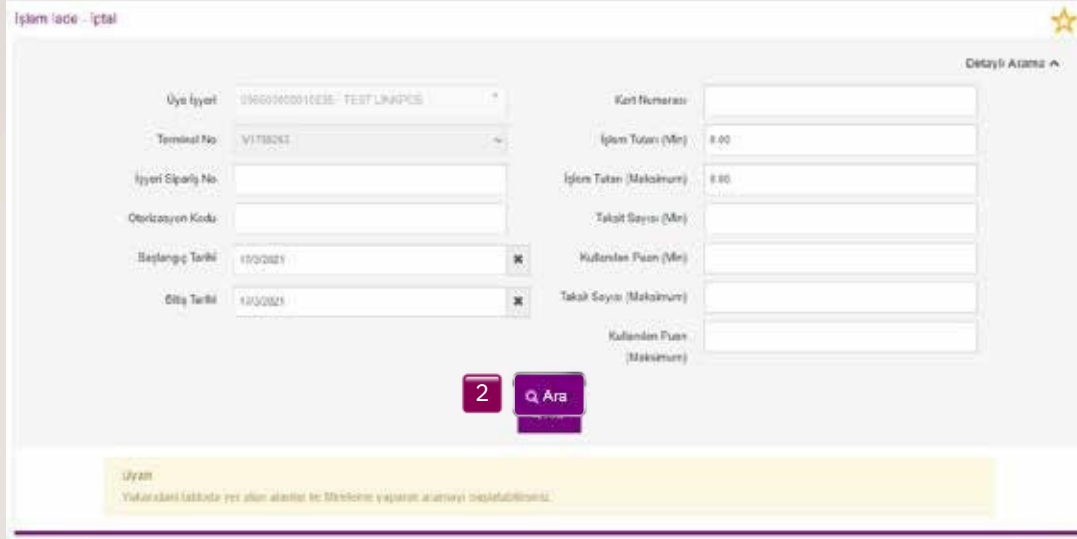 İşlem İade - İptal
Detaylı Arama
Üye İşyeri
TEST LINKPOS
Kart Numarası
Terminal No
İşlem Tutarı (Min)
0.00
İşyeri Sipariş No
İşlem Tutarı (Maksimum)
0.00
Otorizasyon Kodu
Taksit Sayısı (Min)
Başlangıç Tarihi
Kullanılan Puan (Min)
Bitiş Tarihi
Taksit Sayısı (Maksimum)
Kullanılan Puan
(Maksimum)
2
Ara
Uyarı
Yukarıdaki tabloda yer alan alanlar ile filtreleme yaparak aramayı başlatabilirsiniz.